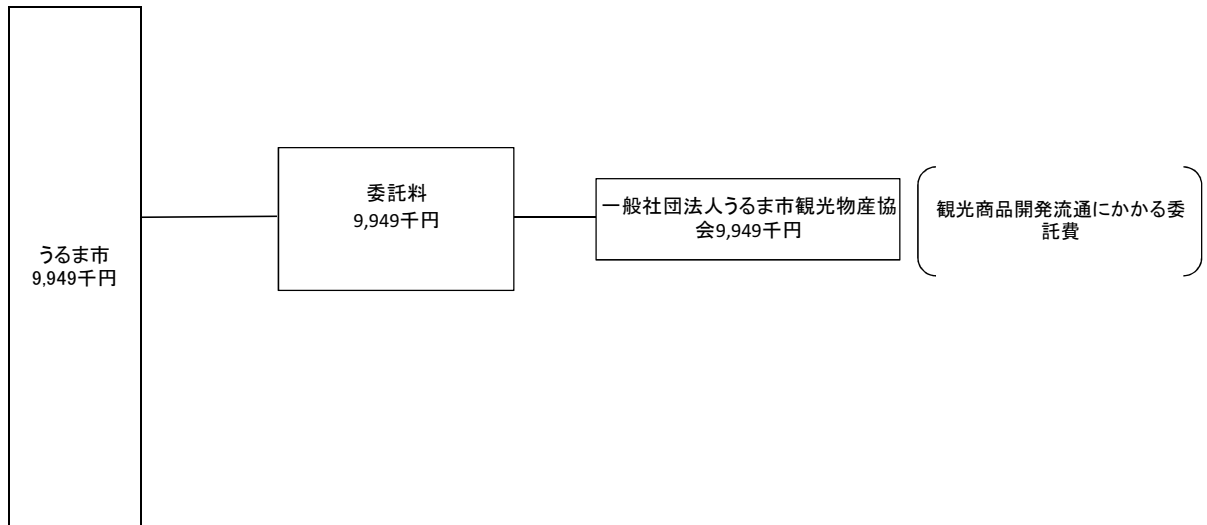 うるま市
9,949千円
委託料
9,949千円
一般社団法人うるま市観光物産協
会9,949千円
観光商品開発流通にかかる委
託費